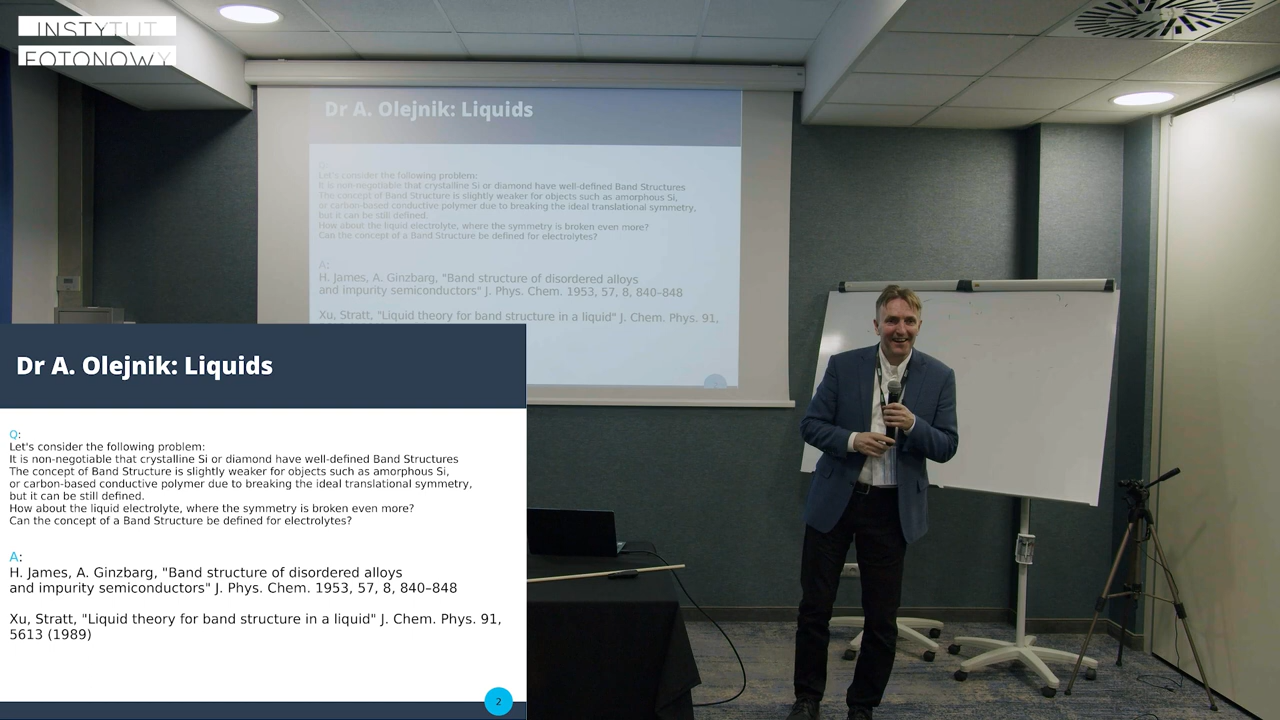 INSTYTUT
FOTONOWY
Dr A. Olejnik: Liquids
Q:
Let's consider the following problem:
It is non-negotiable that crystalline Si or diamond have well-defined Band Structures
The concept of Band Structure is slightly weaker for objects such as amorphous Si,
or carbon-based conductive polymer due to breaking the ideal translational symmetry,
but it can be still defined.
How about the liquid electrolyte, where the symmetry is broken even more?
Can the concept of a Band Structure be defined for electrolytes?
A:
H. James, A. Ginzbarg, "Band structure of disordered alloys
and impurity semiconductors" J. Phys. Chem. 1953, 57, 8, 840–848
Xu, Stratt, "Liquid theory for band structure in a liquid" J. Chem. Phys. 91,
Dr A. Olejnik: Liquids
Q:
Let's consider the following problem:
It is non-negotiable that crystalline Si or diamond have well-defined Band Structures
The concept of Band Structure is slightly weaker for objects such as amorphous Si,
or carbon-based conductive polymer due to breaking the ideal translational symmetry,
but it can be still defined.
How about the liquid electrolyte, where the symmetry is broken even more?
Can the concept of a Band Structure be defined for electrolytes?
A:
H. James, A. Ginzbarg, "Band structure of disordered alloys
and impurity semiconductors" J. Phys. Chem. 1953, 57, 8, 840–848
Xu, Stratt, "Liquid theory for band structure in a liquid" J. Chem. Phys. 91,
5613 (1989)
2